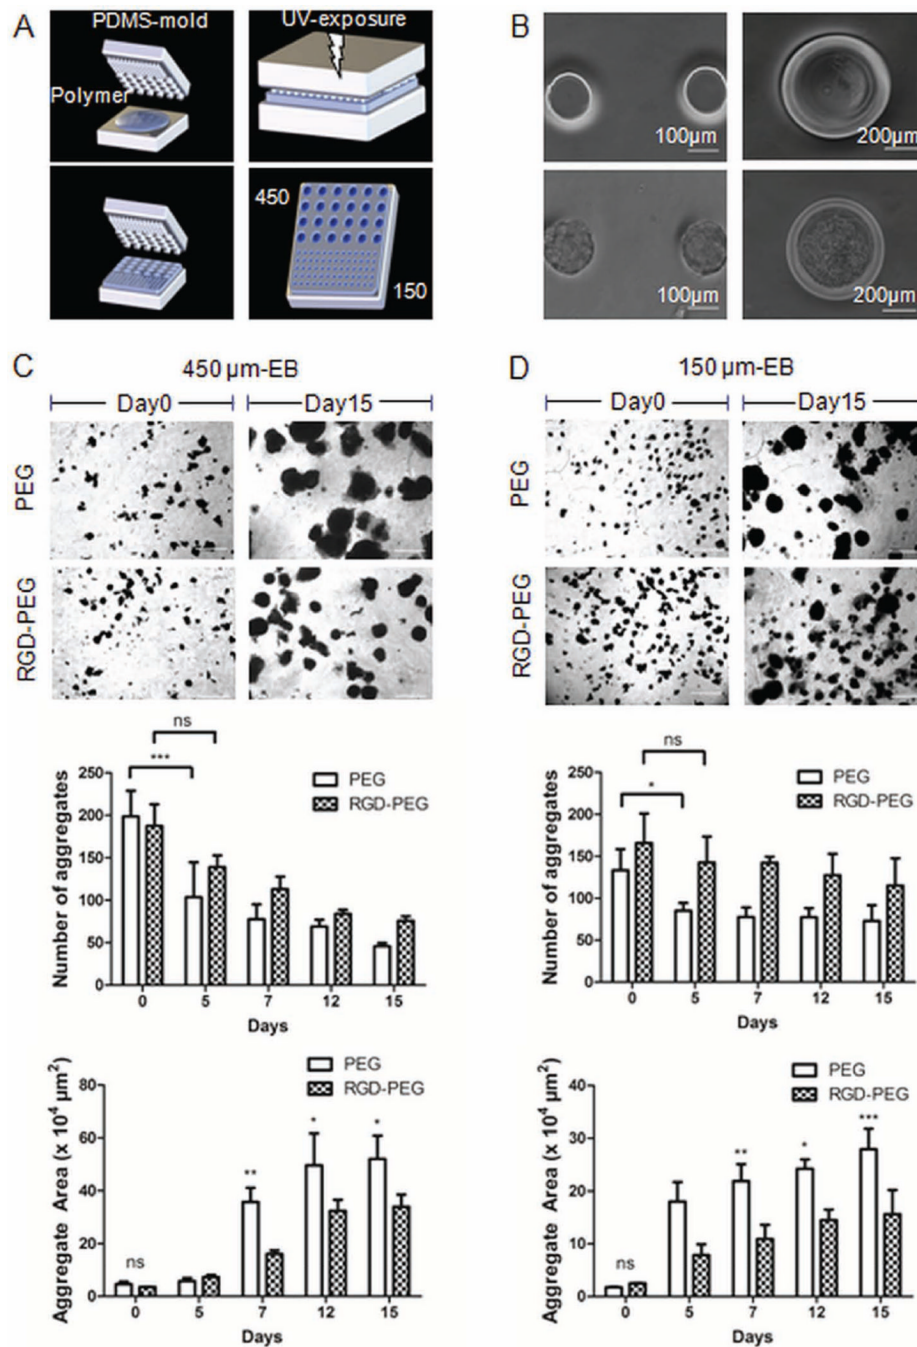 A
PDMS-mold
UV-exposure
Polymer
450
150
B
100µm
200µm
100µm
200µm
C
450 µm-EB
Day0
Day15
PEG
RGD-PEG
D
150 µm-EB
Day0
Day15
PEG
RGD-PEG
ns
***
Number of aggregates
250
200
150
100
50
0
PEG
RGD-PEG
0 5 7 12 15
Days
ns
*
Number of aggregates
250
200
150
100
50
0
PEG
RGD-PEG
0 5 7 12 15
Days
Aggregate Area (x 10⁴ µm²)
80
60
40
20
0
PEG
RGD-PEG
ns
**
*
*
0 5 7 12 15
Days
Aggregate Area (x 10⁴ µm²)
40
30
20
10
0
PEG
RGD-PEG
ns
**
*
***
0 5 7 12 15
Days